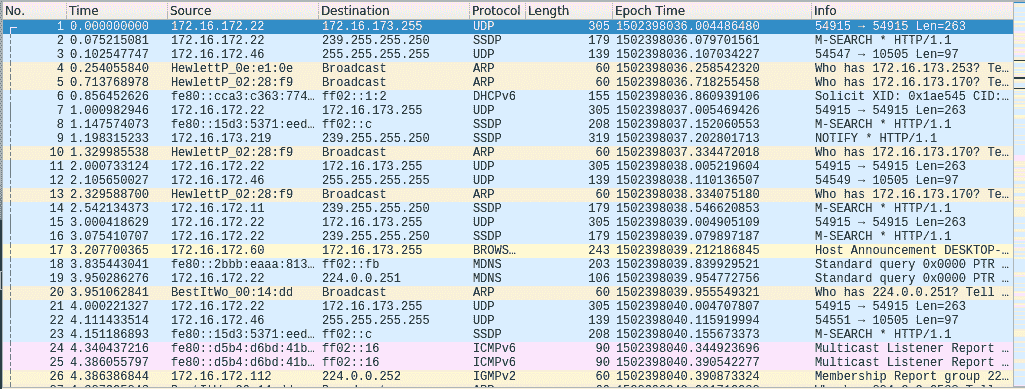 No. Time Source Destination Protocol Length Epoch Time Info
1 0.000000000 172.16.172.22 172.16.173.255 UDP 305 1502398036.004486480 54915 → 54915 Len=263
2 0.075215081 172.16.172.22 239.255.255.250 SSDP 179 1502398036.079701561 M-SEARCH * HTTP/1.1
3 0.102547747 172.16.172.46 255.255.255.255 UDP 139 1502398036.107034227 54547 → 10505 Len=97
4 0.254055840 HewlettP_0e:e1:0e Broadcast ARP 60 1502398036.258542320 Who has 172.16.173.253? Te…
5 0.713768978 HewlettP_02:28:f9 Broadcast ARP 60 1502398036.718255458 Who has 172.16.173.170? Te…
6 0.856452626 fe80::cca3:c363:774… ff02::1:2 DHCPv6 155 1502398036.860939106 Solicit XID: 0x1ae545 CID:…
7 1.000982946 172.16.172.22 172.16.173.255 UDP 305 1502398037.005469426 54915 → 54915 Len=263
8 1.147574073 fe80::15d3:5371:eed… ff02::c SSDP 208 1502398037.152060553 M-SEARCH * HTTP/1.1
9 1.198315233 172.16.173.219 239.255.255.250 SSDP 319 1502398037.202801713 NOTIFY * HTTP/1.1
10 1.329985538 HewlettP_02:28:f9 Broadcast ARP 60 1502398037.334472018 Who has 172.16.173.170? Te…
11 2.000733124 172.16.172.22 172.16.173.255 UDP 305 1502398038.005219604 54915 → 54915 Len=263
12 2.105650027 172.16.172.46 255.255.255.255 UDP 139 1502398038.110136507 54549 → 10505 Len=97
13 2.329588700 HewlettP_02:28:f9 Broadcast ARP 60 1502398038.334075180 Who has 172.16.173.170? Te…
14 2.542134373 172.16.172.11 239.255.255.250 SSDP 179 1502398038.546620853 M-SEARCH * HTTP/1.1
15 3.000418629 172.16.172.22 172.16.173.255 UDP 305 1502398039.004905109 54915 → 54915 Len=263
16 3.075410707 172.16.172.22 239.255.255.250 SSDP 179 1502398039.079897187 M-SEARCH * HTTP/1.1
17 3.207700365 172.16.172.60 172.16.173.255 BROWS… 243 1502398039.212186845 Host Announcement DESKTOP-…
18 3.835443041 fe80::2bbb:eaaa:813… ff02::fb MDNS 203 1502398039.839929521 Standard query 0x0000 PTR …
19 3.950286276 172.16.172.22 224.0.0.251 MDNS 106 1502398039.954772756 Standard query 0x0000 PTR …
20 3.951062841 BestItWo_00:14:dd Broadcast ARP 60 1502398039.955549321 Who has 224.0.0.251? Tell …
21 4.000221327 172.16.172.22 172.16.173.255 UDP 305 1502398040.004707807 54915 → 54915 Len=263
22 4.111433514 172.16.172.46 255.255.255.255 UDP 139 1502398040.115919994 54551 → 10505 Len=97
23 4.151186893 fe80::15d3:5371:eed… ff02::c SSDP 208 1502398040.155673373 M-SEARCH * HTTP/1.1
24 4.340437216 fe80::d5b4:d6bd:41b… ff02::16 ICMPv6 90 1502398040.344923696 Multicast Listener Report …
25 4.386055797 fe80::d5b4:d6bd:41b… ff02::16 ICMPv6 90 1502398040.390542277 Multicast Listener Report …
26 4.386386844 172.16.172.112 224.0.0.252 IGMPv2 60 1502398040.390873324 Membership Report group 22…